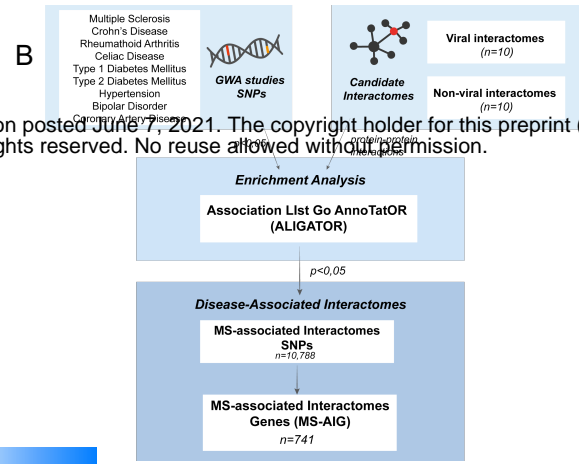 B
Multiple Sclerosis
Crohn's Disease
Rheumathoid Arthritis
Celiac Disease
Type 1 Diabetes Mellitus
Type 2 Diabetes Mellitus
Hypertension
Bipolar Disorder
Coronary Artery Disease
GWA studies
SNPs
Candidate
Interactomes
Viral interactomes
(n=10)
Non-viral interactomes
(n=10)
on posted June 7, 2021. The copyright holder for this preprint (
ghts reserved. No reuse allowed without permission.
p<0,05
protein-protein
interactions
Enrichment Analysis
Association LIst Go AnnoTatOR
(ALIGATOR)
p<0,05
Disease-Associated Interactomes
MS-associated Interactomes
SNPs
n=10,788
MS-associated Interactomes
Genes (MS-AIG)
n=741